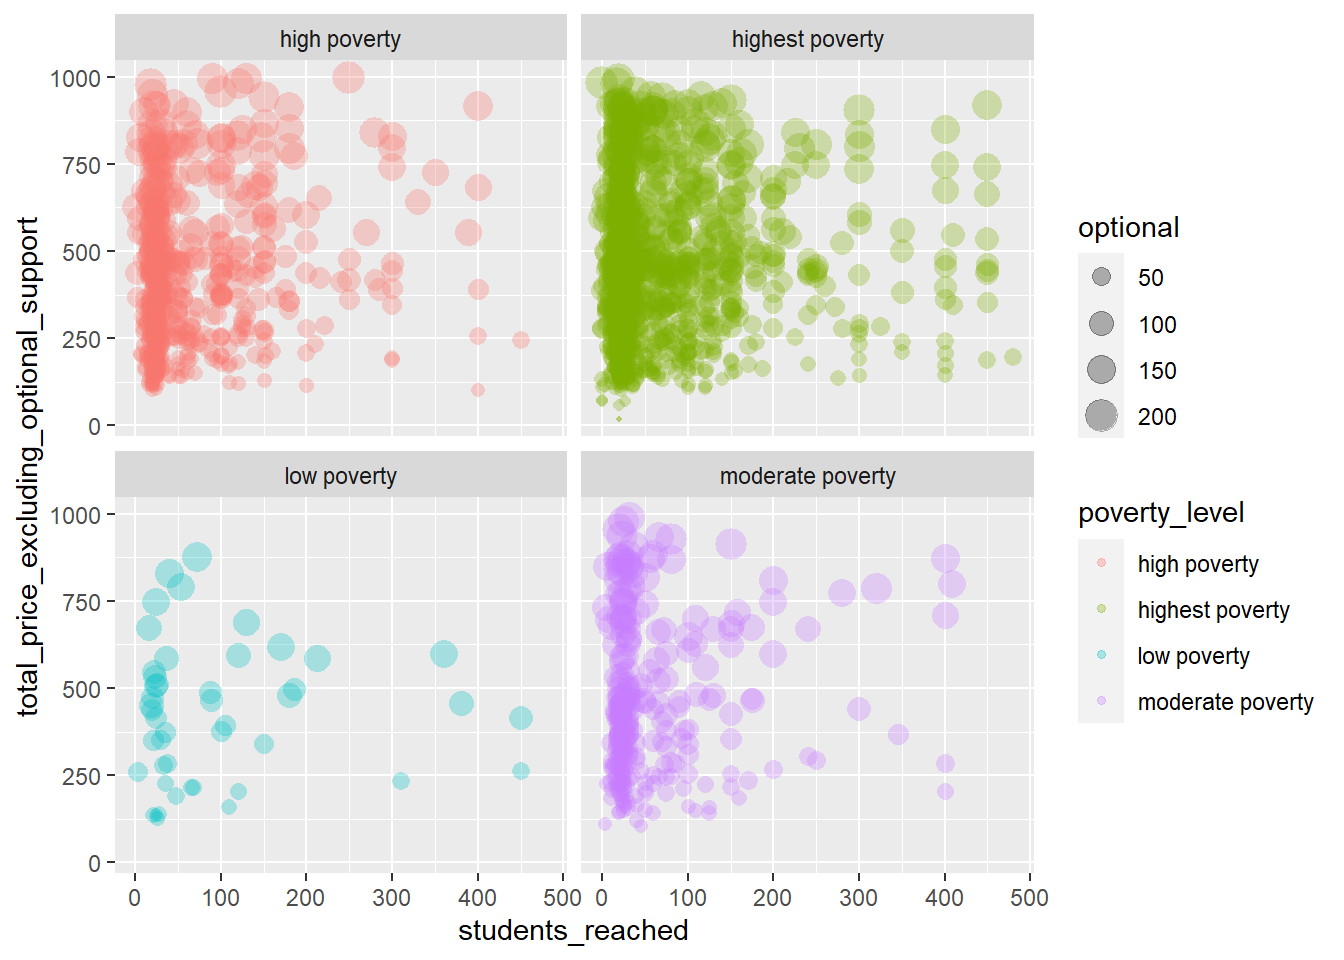 high poverty
highest poverty
1000
750
500
250
0
low poverty
moderate poverty
1000
750
500
250
0
0 100 200 300 400 500
0 100 200 300 400 500
students_reached
total_price_excluding_optional_support
optional
50
100
150
200
poverty_level
high poverty
highest poverty
low poverty
moderate poverty